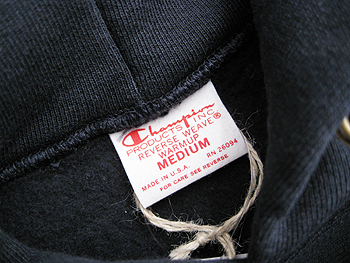 Champion
PRODUCTS INC.
REVERSE WEAVE®
WARMUP
MEDIUM
MADE IN U.S.A. RN 26094
FOR CARE SEE REVERSE